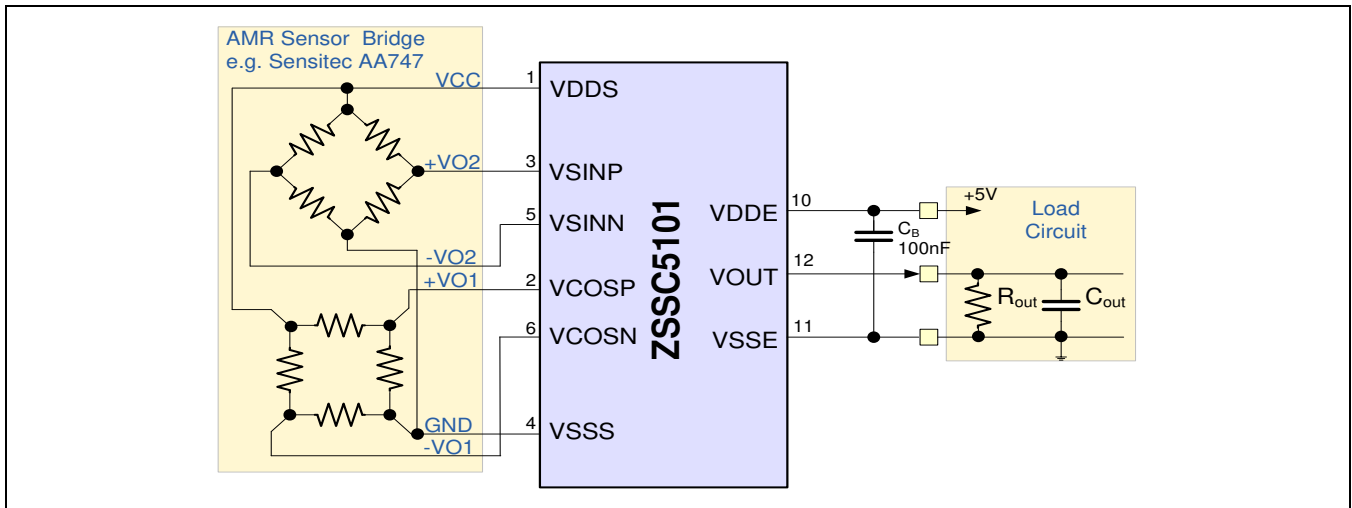 AMR Sensor Bridge
e.g. Sensitec AA747
VCC
+VO2
-VO2
+VO1
GND
-VO1
1
VDDS
3
VSINP
5
VSINN
2
VCOSP
6
VCOSN
4
VSSS
ZSSC5101
VDDE
10
VOUT
12
VSSE
11
CB
100nF
+5V
Load
Circuit
Rout
Cout